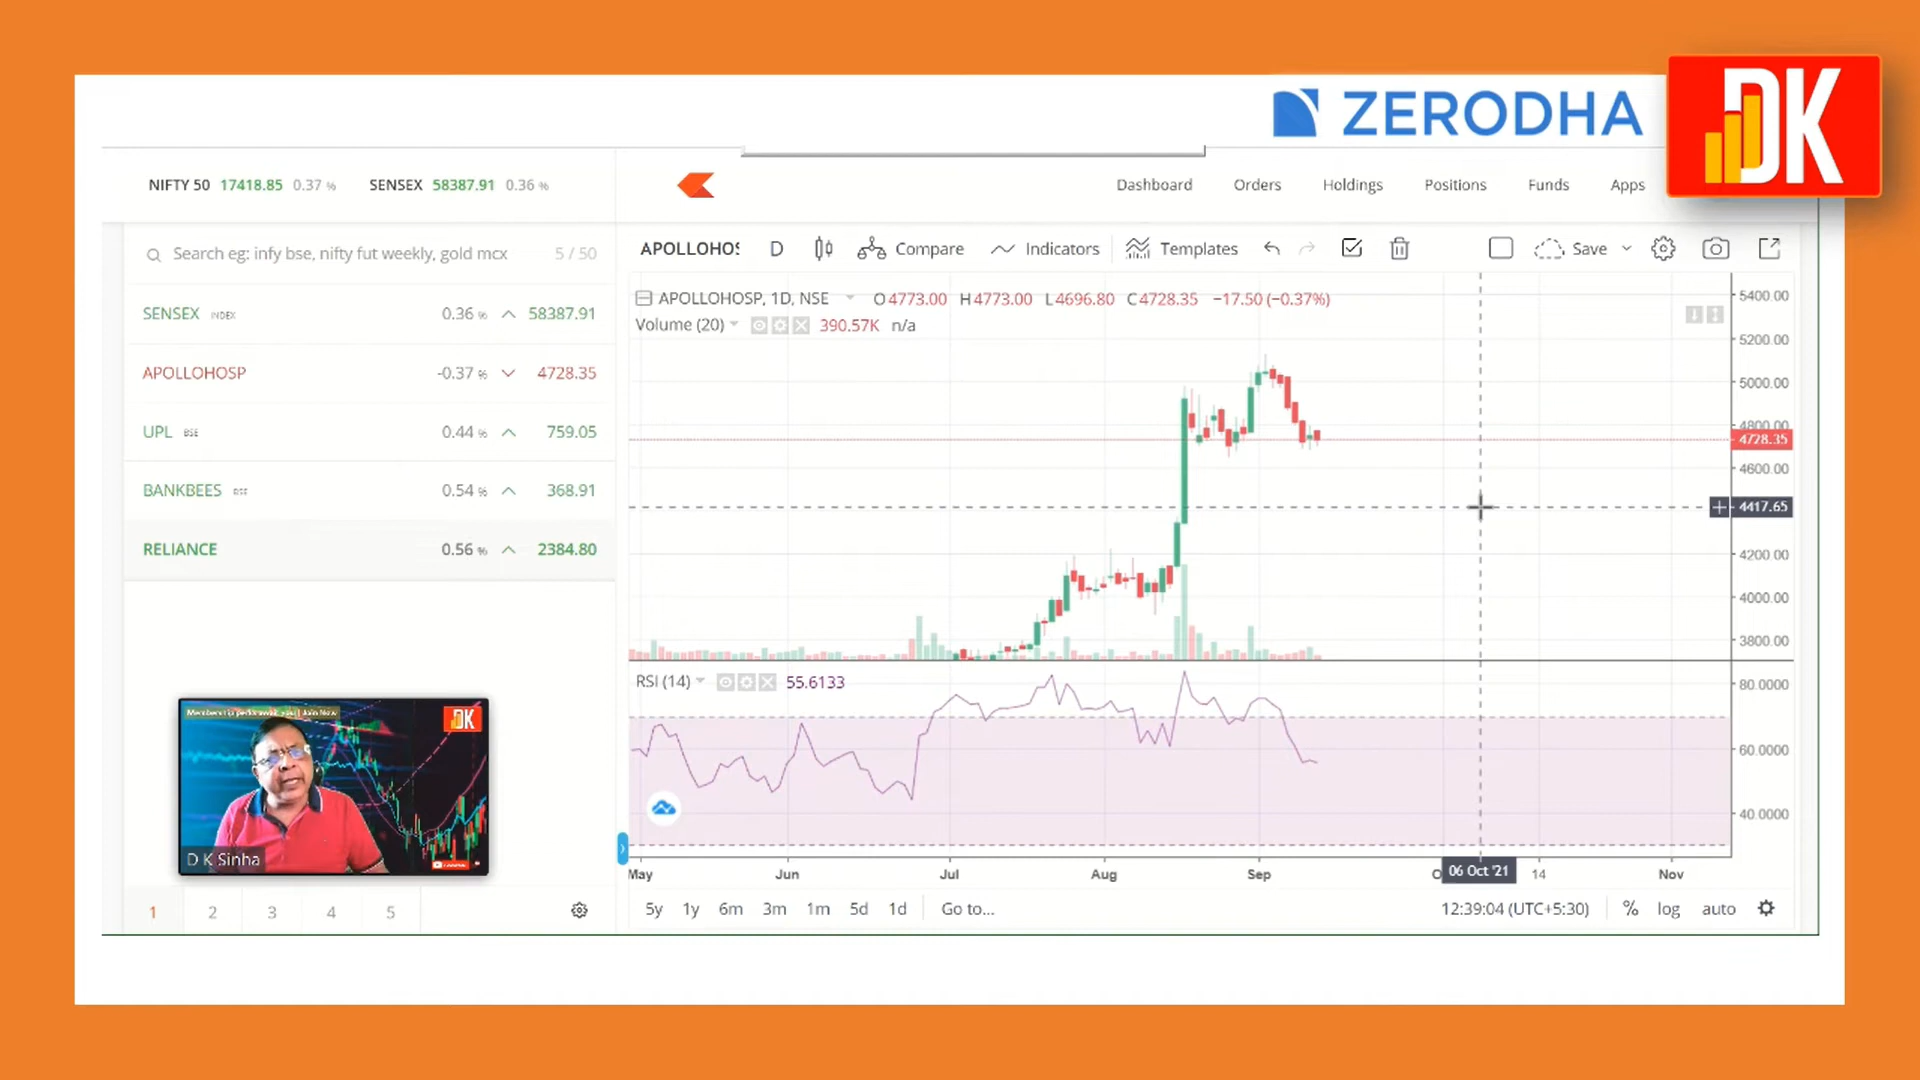 ZERODHA
DK
NIFTY 50 17418.85 0.37 % SENSEX 58387.91 0.36 %
Dashboard Orders Holdings Positions Funds Apps
Search eg: infy bse, nifty fut weekly, gold mcx 5 / 50
APOLLOHOS D Compare Indicators Templates Save
SENSEX INDEX 0.36 % 58387.91
APOLLOHOSP -0.37 % 4728.35
UPL BSE 0.44 % 759.05
BANKBEES BSE 0.54 % 368.91
RELIANCE 0.56 % 2384.80
APOLLOHOSP, 1D, NSE O4773.00 H4773.00 L4696.80 C4728.35 −17.50 (−0.37%)
Volume (20) 390.57K n/a
5400.00
5200.00
5000.00
4800.00
4728.35
4600.00
4417.65
4200.00
4000.00
3800.00
RSI (14) 55.6133
80.0000
60.0000
40.0000
DK
D K Sinha
May Jun Jul Aug Sep 06 Oct '21 14 Nov
1 2 3 4 5
5y 1y 6m 3m 1m 5d 1d Go to... 12:39:04 (UTC+5:30) % log auto